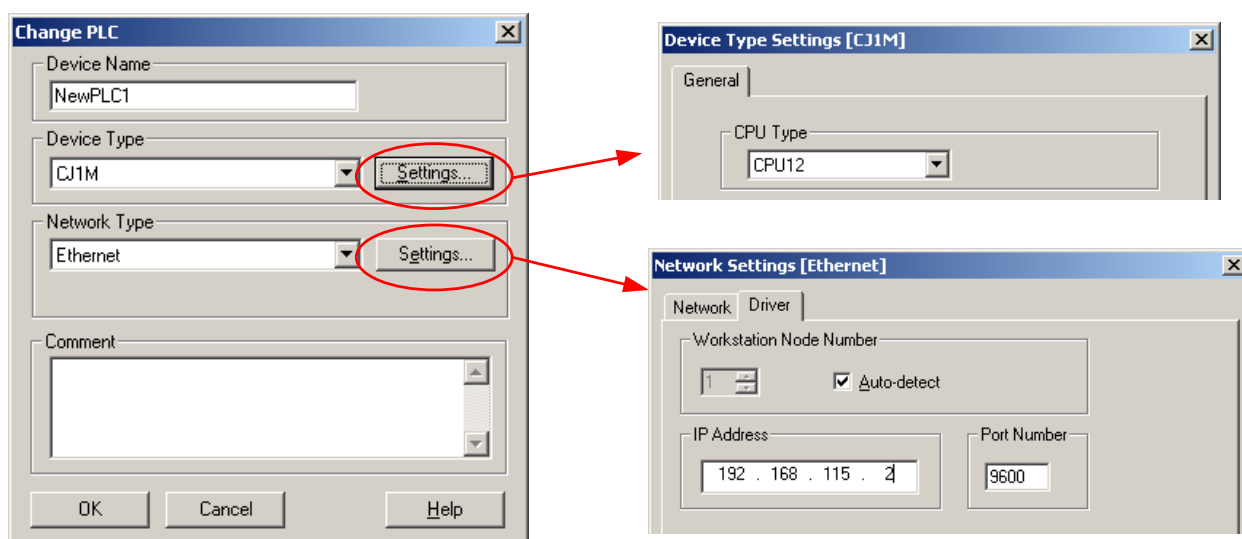 Change PLC
Device Name
NewPLC1
Device Type
CJ1M
Settings...
Network Type
Ethernet
Settings...
Comment
OK
Cancel
Help
Device Type Settings [CJ1M]
General
CPU Type
CPU12
Network Settings [Ethernet]
Network
Driver
Workstation Node Number
1
Auto-detect
IP Address
192 . 168 . 115 . 2
Port Number
9600